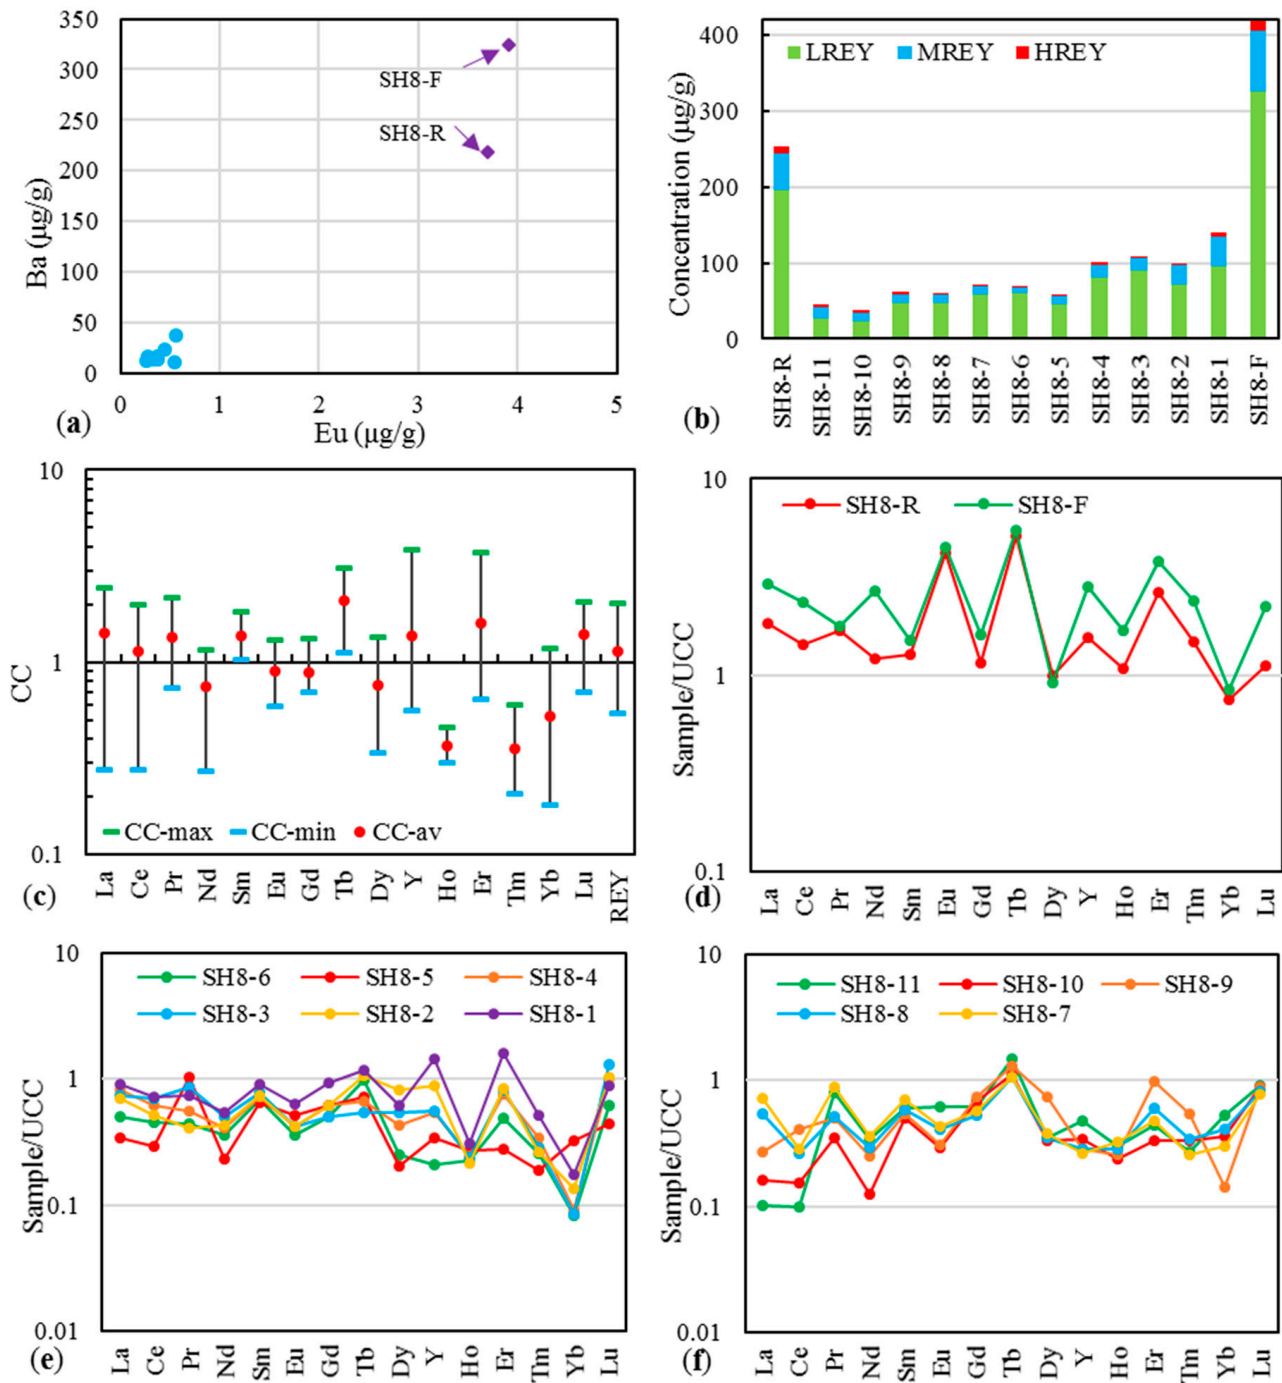 350
300
250
200
150
100
50
0
Ba (µg/g)
SH8-F
SH8-R
0 1 2 3 4 5
Eu (µg/g)
(a)
400
300
200
100
0
Concentration (µg/g)
LREY MREY HREY
SH8-R
SH8-11
SH8-10
SH8-9
SH8-8
SH8-7
SH8-6
SH8-5
SH8-4
SH8-3
SH8-2
SH8-1
SH8-F
(b)
10
1
0.1
CC
CC-max CC-min CC-av
La Ce Pr Nd Sm Eu Gd Tb Dy Y Ho Er Tm Yb Lu REY
(c)
10
1
0.1
Sample/UCC
SH8-R SH8-F
La Ce Pr Nd Sm Eu Gd Tb Dy Y Ho Er Tm Yb Lu
(d)
10
1
0.1
0.01
Sample/UCC
SH8-6 SH8-5 SH8-4
SH8-3 SH8-2 SH8-1
La Ce Pr Nd Sm Eu Gd Tb Dy Y Ho Er Tm Yb Lu
(e)
10
1
0.1
0.01
Sample/UCC
SH8-11 SH8-10 SH8-9
SH8-8 SH8-7
La Ce Pr Nd Sm Eu Gd Tb Dy Y Ho Er Tm Yb Lu
(f)